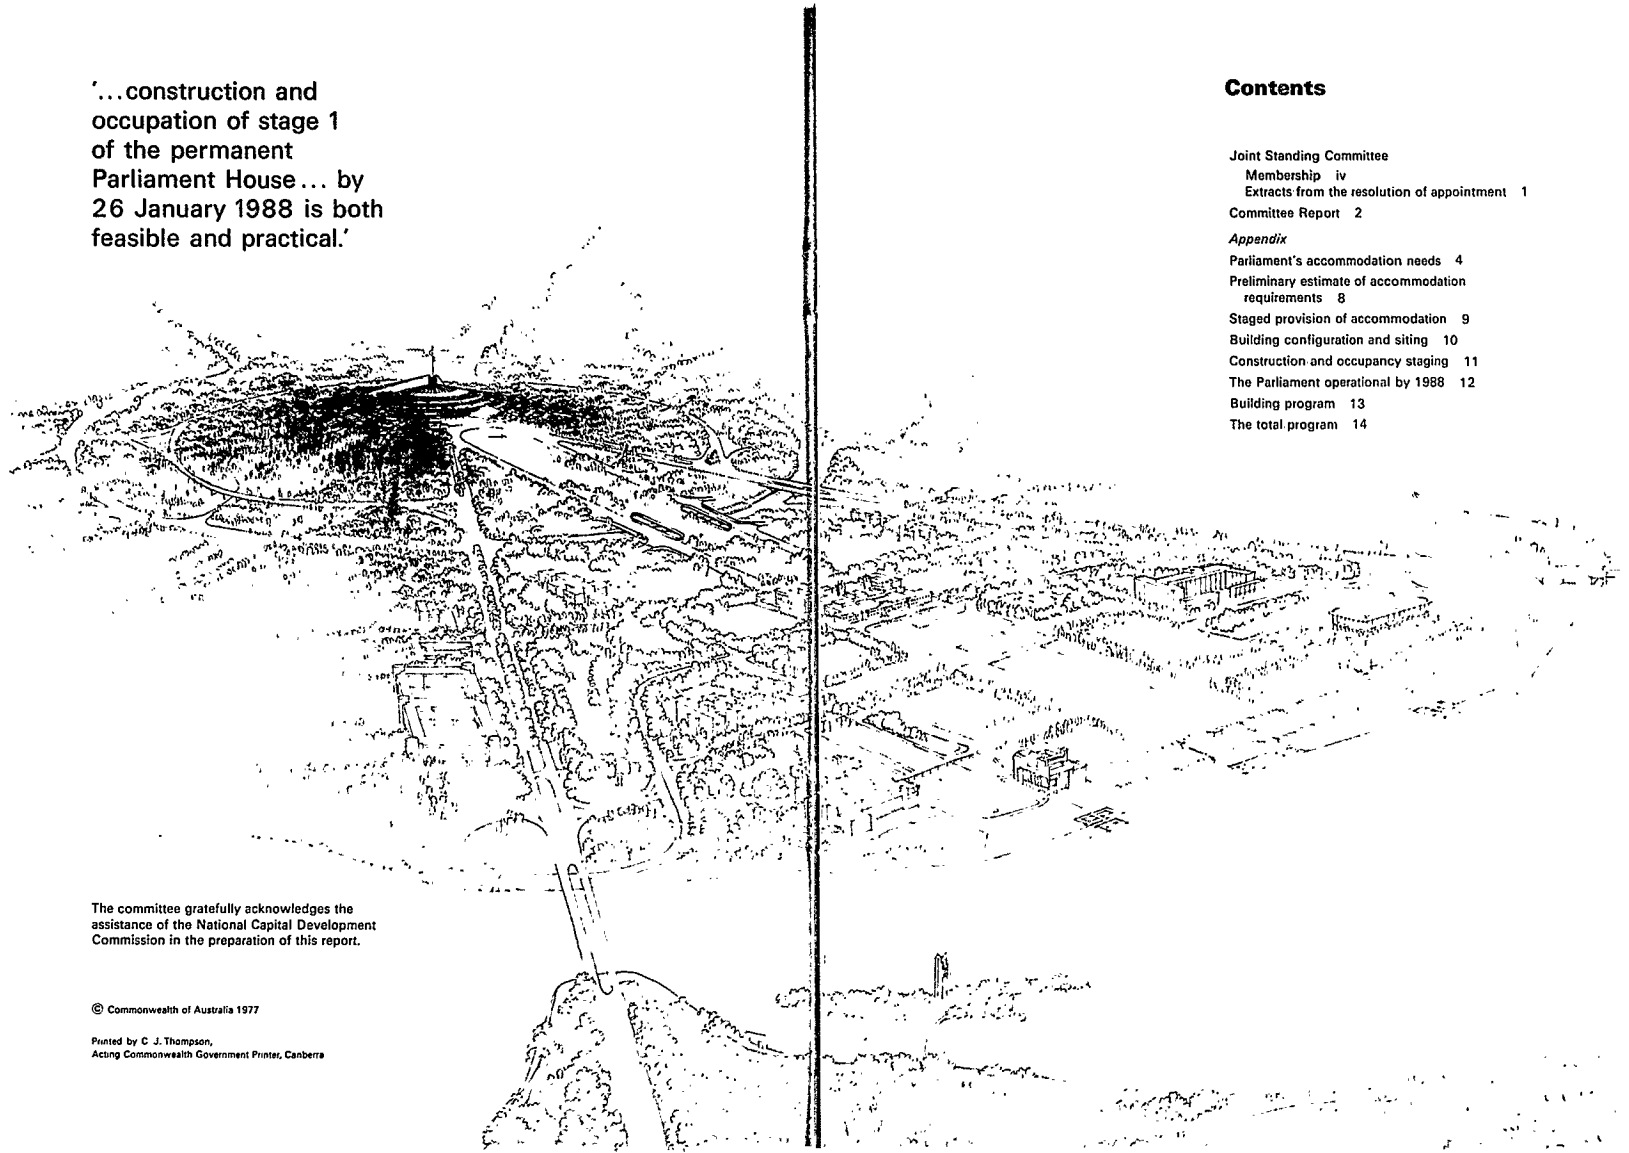 '...construction and
occupation of stage 1
of the permanent
Parliament House... by
26 January 1988 is both
feasible and practical.'
The committee gratefully acknowledges the
assistance of the National Capital Development
Commission in the preparation of this report.
© Commonwealth of Australia 1977
Printed by C J. Thompson,
Acting Commonwealth Government Printer, Canberra
Contents
Joint Standing Committee
Membership iv
Extracts from the resolution of appointment 1
Committee Report 2
Appendix
Parliament's accommodation needs 4
Preliminary estimate of accommodation
requirements 8
Staged provision of accommodation 9
Building configuration and siting 10
Construction and occupancy staging 11
The Parliament operational by 1988 12
Building program 13
The total program 14